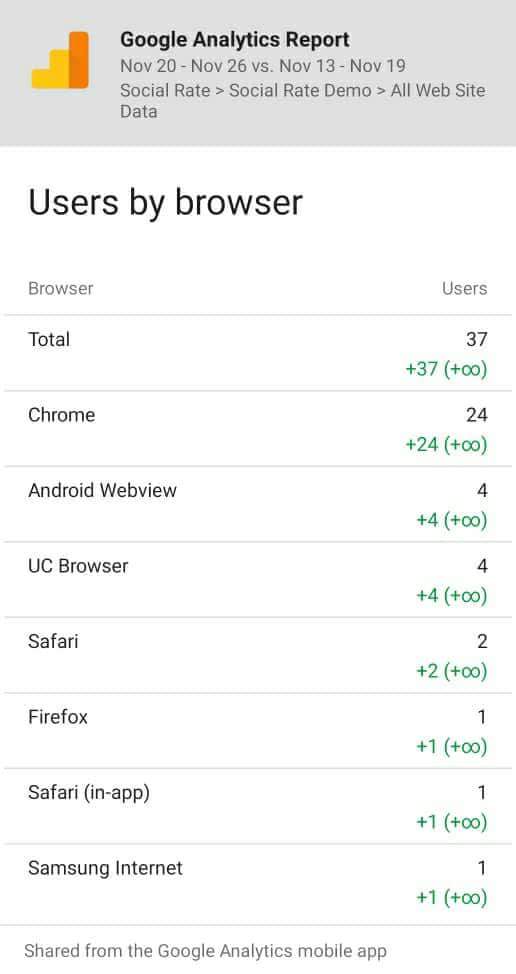 Google Analytics Report
Nov 20 - Nov 26 vs. Nov 13 - Nov 19
Social Rate > Social Rate Demo > All Web Site
Data
Users by browser
Browser Users
Total 37
+37 (+∞)
Chrome 24
+24 (+∞)
Android Webview 4
+4 (+∞)
UC Browser 4
+4 (+∞)
Safari 2
+2 (+∞)
Firefox 1
+1 (+∞)
Safari (in-app) 1
+1 (+∞)
Samsung Internet 1
+1 (+∞)
Shared from the Google Analytics mobile app